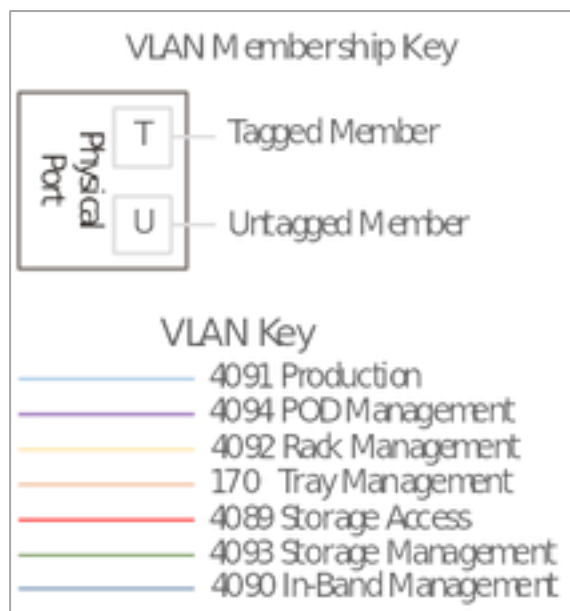 VLAN Membership Key
T
Tagged Member
Physical
Port
U
Untagged Member
VLAN Key
4091 Production
4094 POD Management
4092 Rack Management
170 Tray Management
4089 Storage Access
4093 Storage Management
4090 In-Band Management